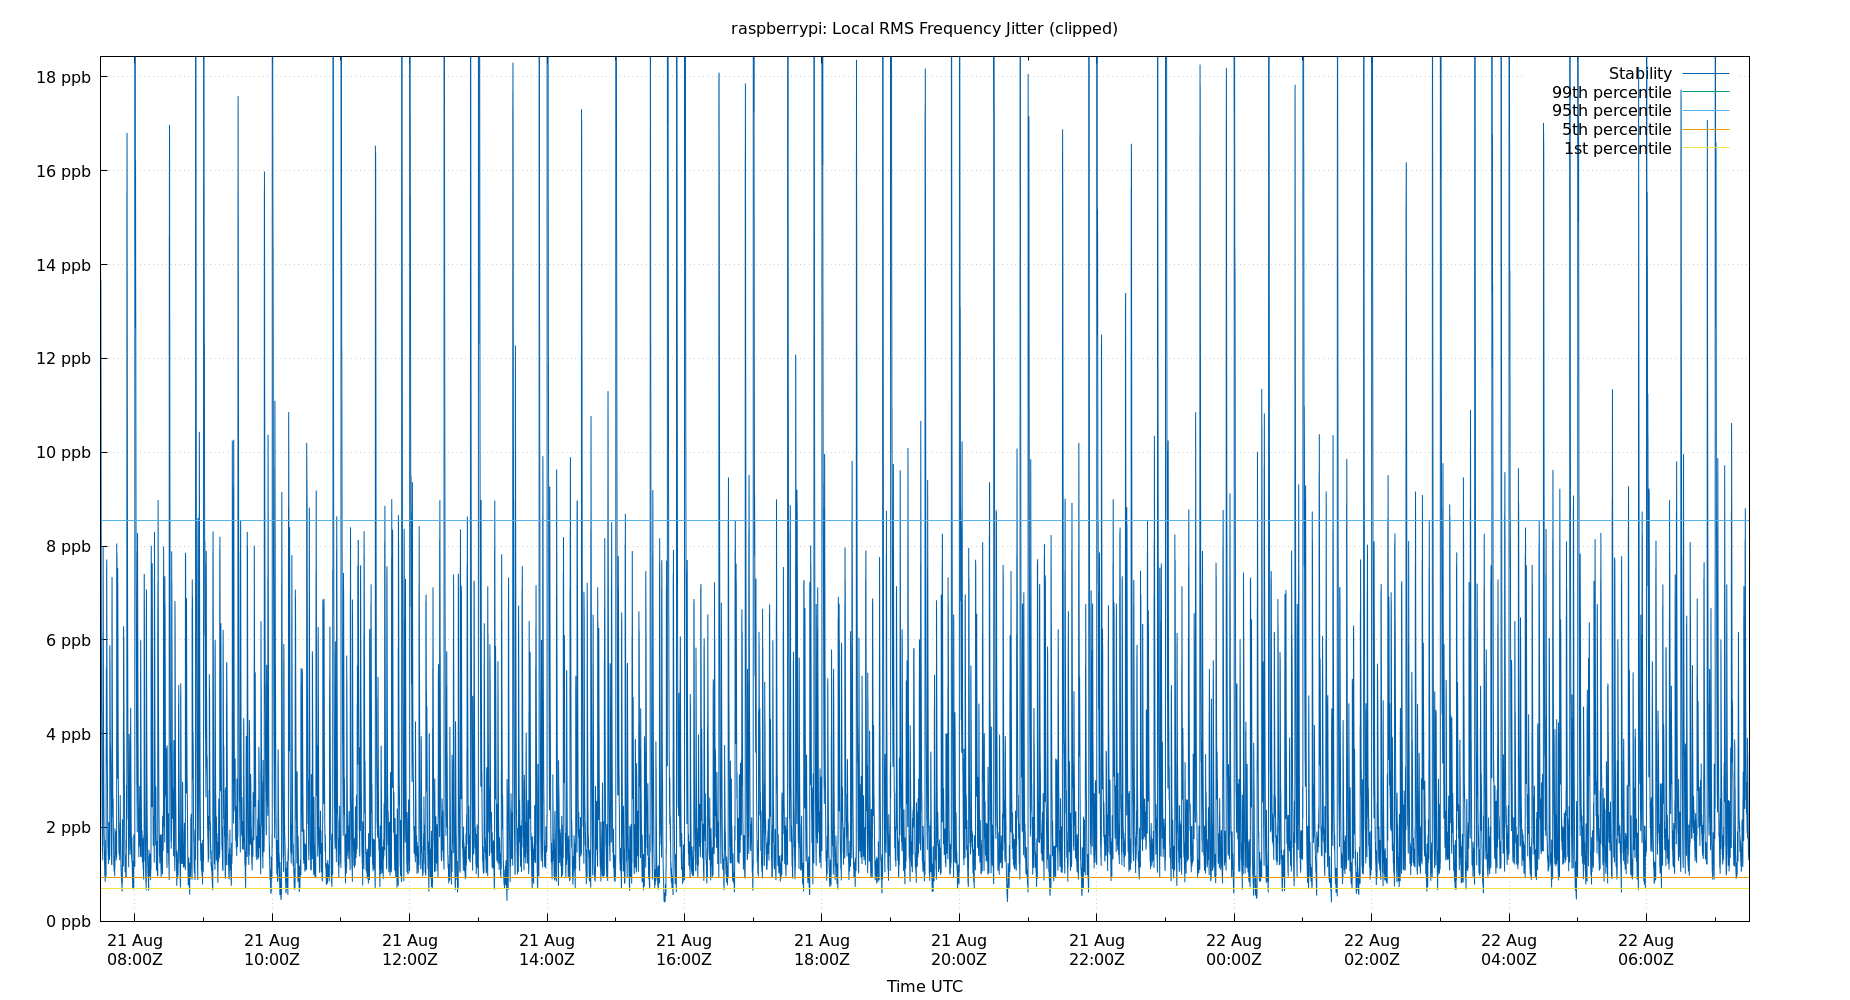 raspberrypi: Local RMS Frequency Jitter (clipped)
18 ppb
16 ppb
14 ppb
12 ppb
10 ppb
8 ppb
6 ppb
4 ppb
2 ppb
0 ppb
Stability
99th percentile
95th percentile
5th percentile
1st percentile
21 Aug 21 Aug 21 Aug 21 Aug 21 Aug 21 Aug 21 Aug 21 Aug 22 Aug 22 Aug 22 Aug 22 Aug
08:00Z 10:00Z 12:00Z 14:00Z 16:00Z 18:00Z 20:00Z 22:00Z 00:00Z 02:00Z 04:00Z 06:00Z
Time UTC